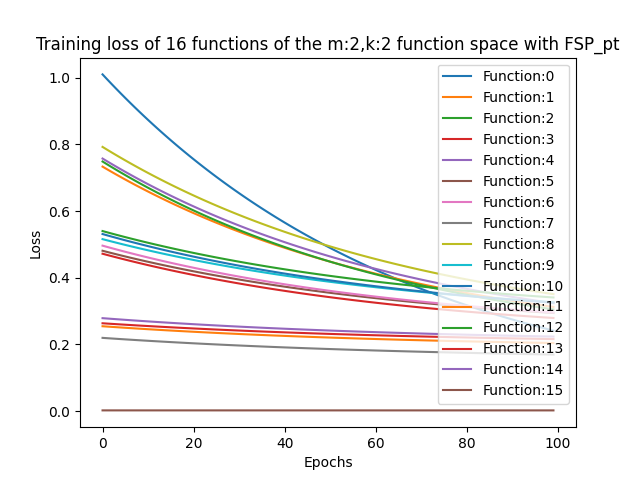 Training loss of 16 functions of the m:2,k:2 function space with FSP_pt
1.0
0.8
0.6
0.4
0.2
0.0
Loss
0 20 40 60 80 100
Epochs
Function:0
Function:1
Function:2
Function:3
Function:4
Function:5
Function:6
Function:7
Function:8
Function:9
Function:10
Function:11
Function:12
Function:13
Function:14
Function:15